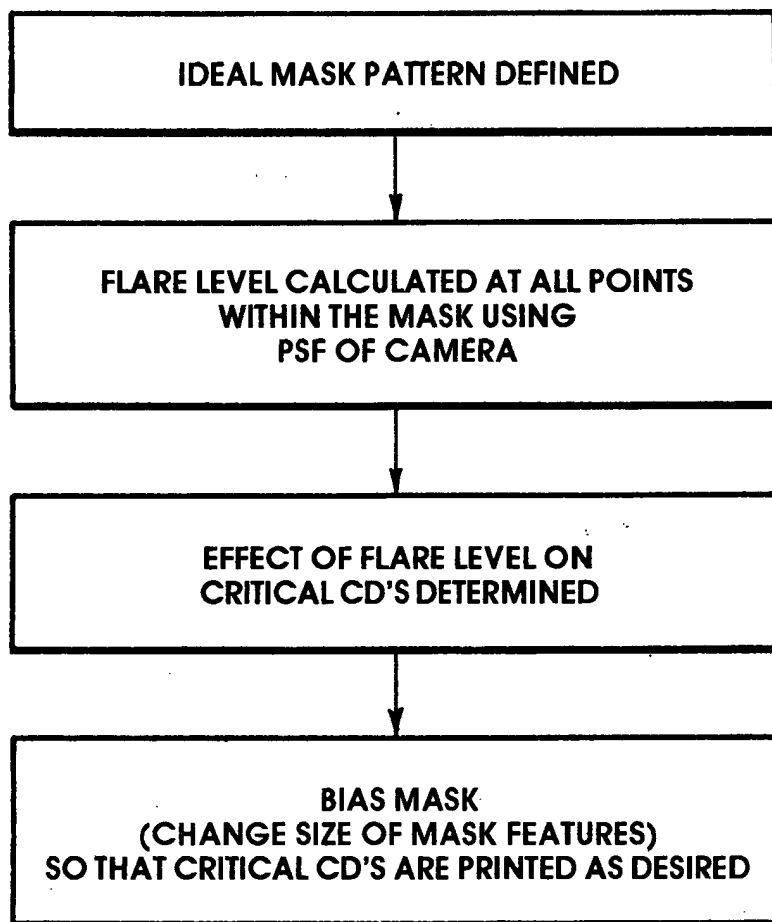 IDEAL MASK PATTERN DEFINED
FLARE LEVEL CALCULATED AT ALL POINTS
WITHIN THE MASK USING
PSF OF CAMERA
EFFECT OF FLARE LEVEL ON
CRITICAL CD'S DETERMINED
BIAS MASK
(CHANGE SIZE OF MASK FEATURES)
SO THAT CRITICAL CD'S ARE PRINTED AS DESIRED